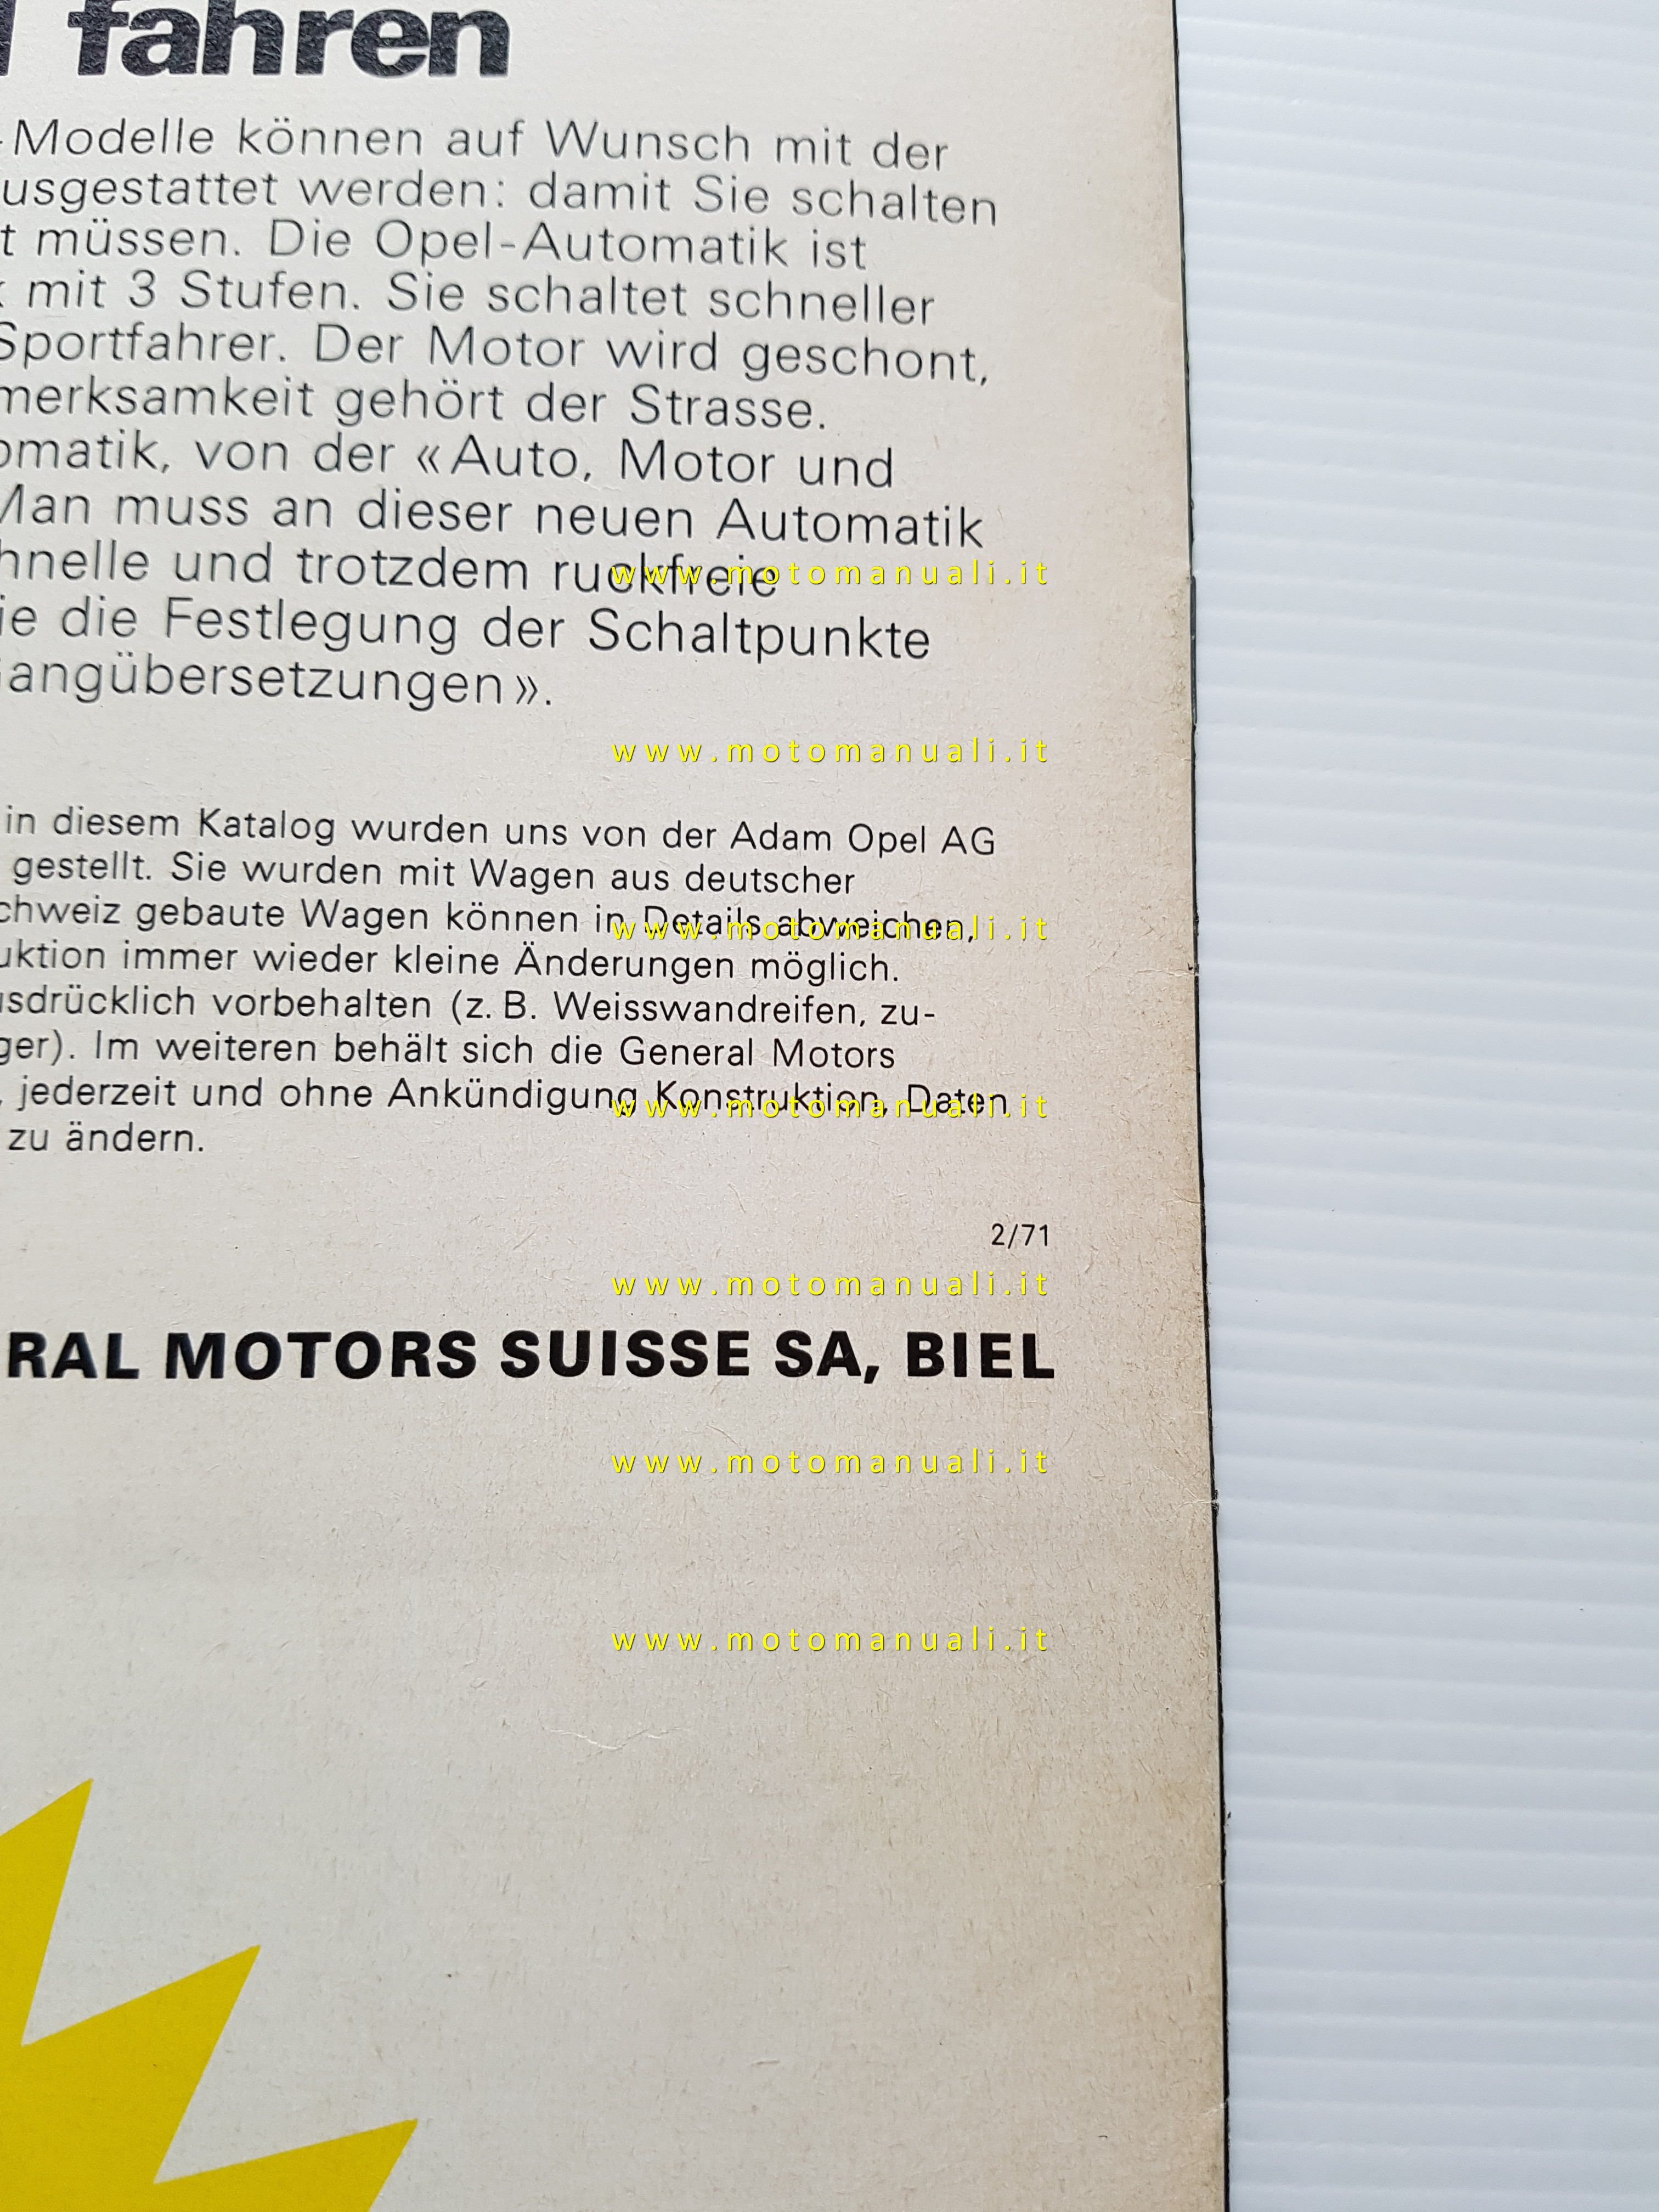 fahren
-Modelle können auf Wunsch mit der
usgestattet werden: damit Sie schalten
t müssen. Die Opel-Automatik ist
mit 3 Stufen. Sie schaltet schneller
Sportfahrer. Der Motor wird geschont,
merksamkeit gehört der Strasse.
omatik, von der «Auto, Motor und
Man muss an dieser neuen Automatik
hnelle und trotzdem ruckfreie
www.motomanuali.it
ie die Festlegung der Schaltpunkte
angübersetzungen».
www.motomanuali.it
in diesem Katalog wurden uns von der Adam Opel AG
gestellt. Sie wurden mit Wagen aus deutscher
chweiz gebaute Wagen können in Details abweichen,
www.motomanuali.it
uktion immer wieder kleine Änderungen möglich.
usdrücklich vorbehalten (z. B. Weisswandreifen, zu-
ger). Im weiteren behält sich die General Motors
, jederzeit und ohne Ankündigung Konstruktion, Daten
www.motomanuali.it
zu ändern.
2/71
www.motomanuali.it
RAL MOTORS SUISSE SA, BIEL
www.motomanuali.it
www.motomanuali.it